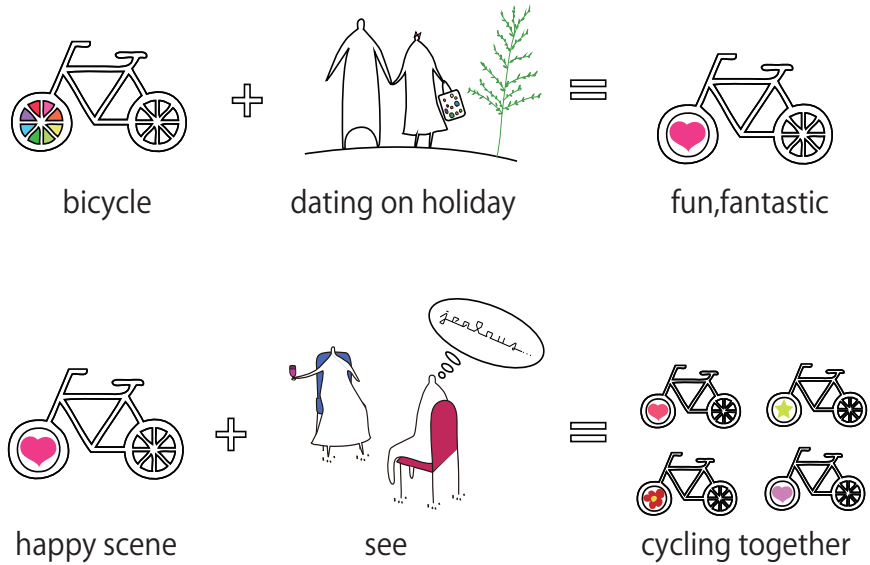 bicycle
dating on holiday
fun,fantastic
jealous...
happy scene
see
cycling together